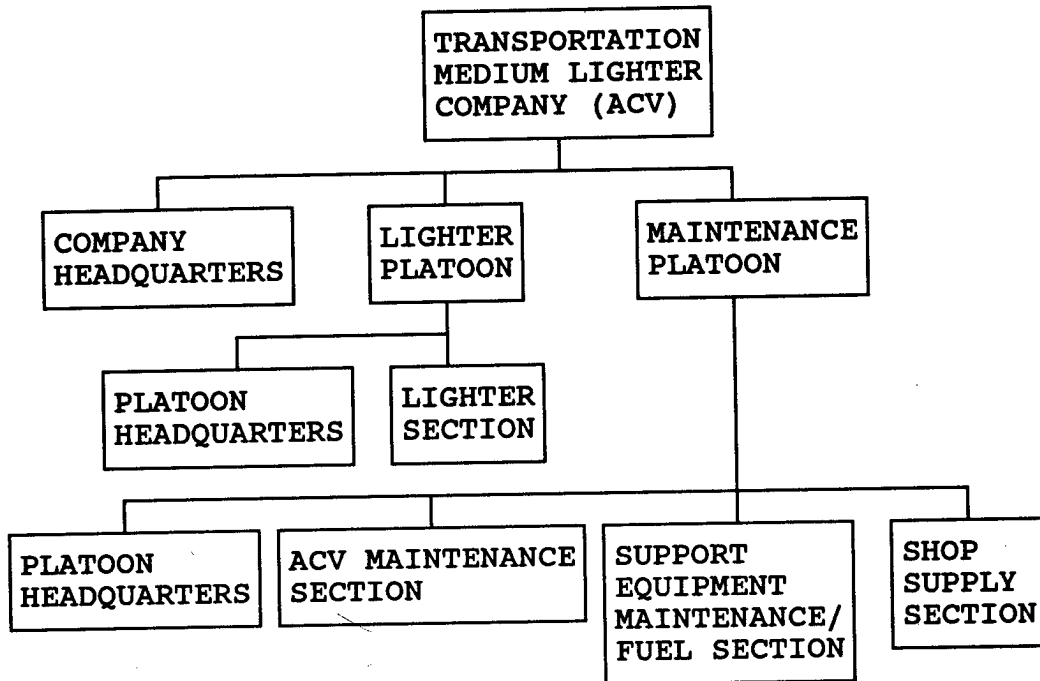 TRANSPORTATION
MEDIUM LIGHTER
COMPANY (ACV)
COMPANY
HEADQUARTERS
LIGHTER
PLATOON
MAINTENANCE
PLATOON
PLATOON
HEADQUARTERS
LIGHTER
SECTION
PLATOON
HEADQUARTERS
ACV MAINTENANCE
SECTION
SUPPORT
EQUIPMENT
MAINTENANCE/
FUEL SECTION
SHOP
SUPPLY
SECTION